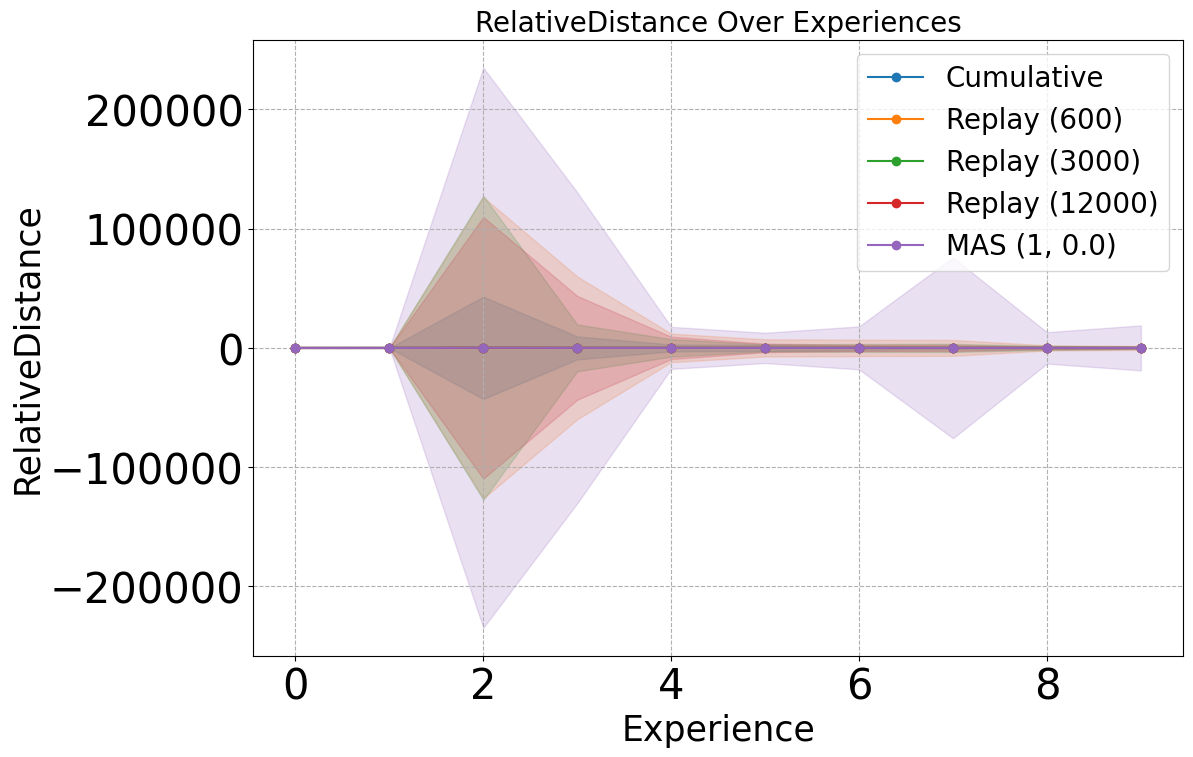 RelativeDistance Over Experiences
RelativeDistance
200000
100000
0
−100000
−200000
Cumulative
Replay (600)
Replay (3000)
Replay (12000)
MAS (1, 0.0)
0 2 4 6 8
Experience